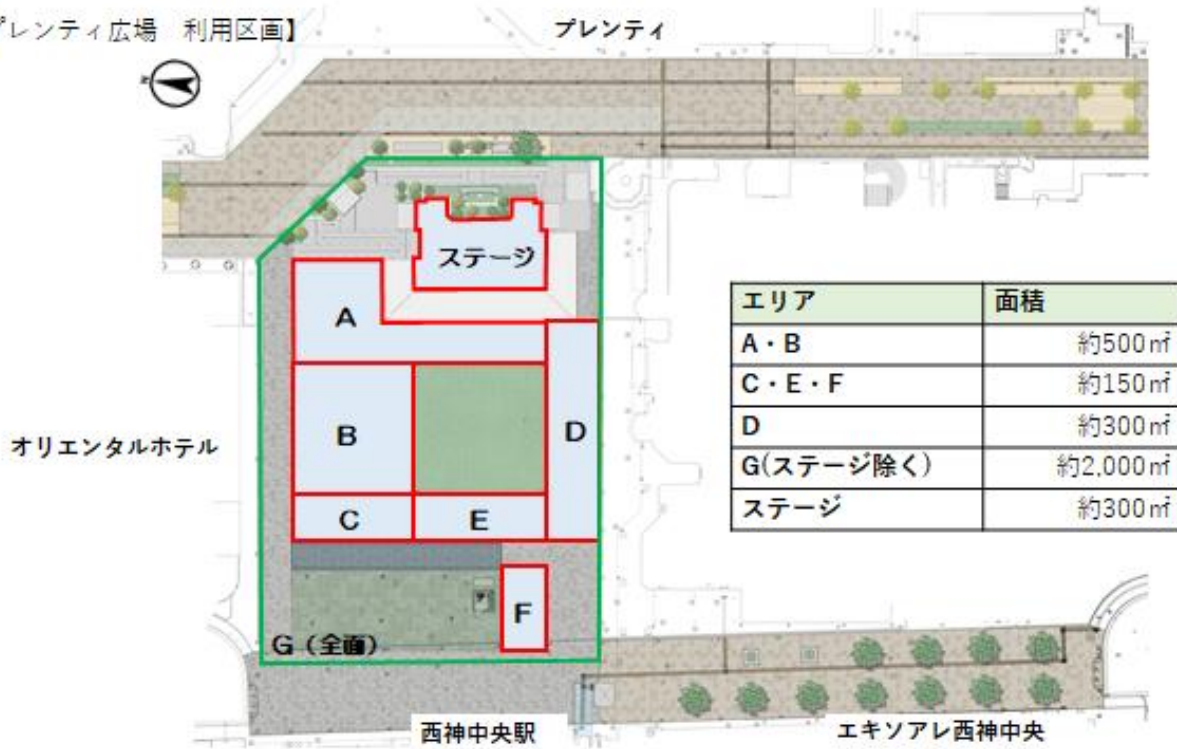 プレンティ広場　利用区画】
プレンティ
N
ステージ
A
B
D
オリエンタルホテル
C
E
F
G（全面）
西神中央駅
エキソアレ西神中央
エリア 面積
A・B 約500㎡
C・E・F 約150㎡
D 約300㎡
G(ステージ除く) 約2,000㎡
ステージ 約300㎡